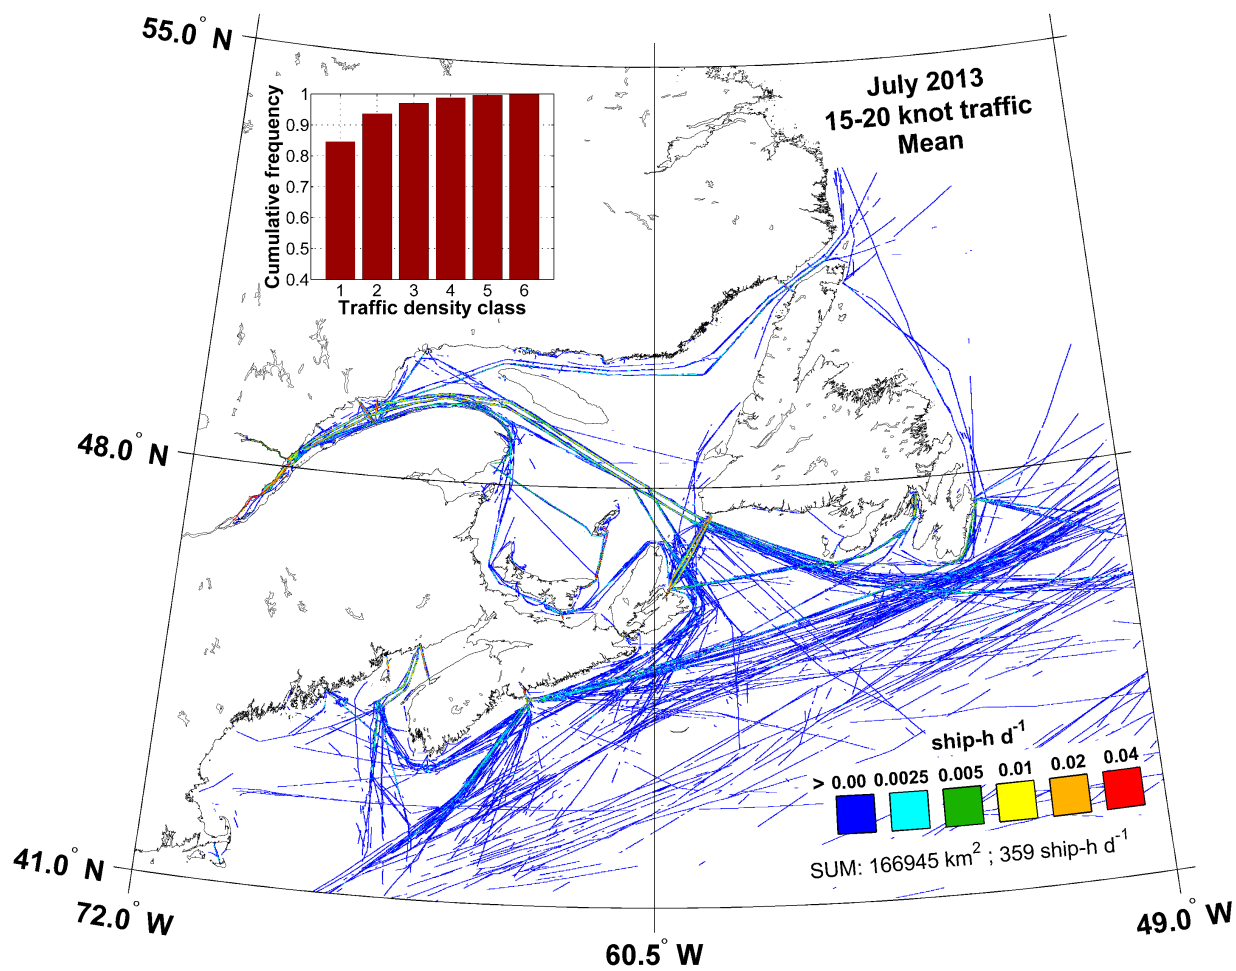 55.0° N
July 2013
15-20 knot traffic
Mean
Cumulative frequency
1
0.9
0.8
0.7
0.6
0.5
0.4
1 2 3 4 5 6
Traffic density class
48.0° N
ship-h d⁻¹
> 0.00 0.0025 0.005 0.01 0.02 0.04
SUM: 166945 km² ; 359 ship-h d⁻¹
41.0° N
72.0° W
60.5° W
49.0° W